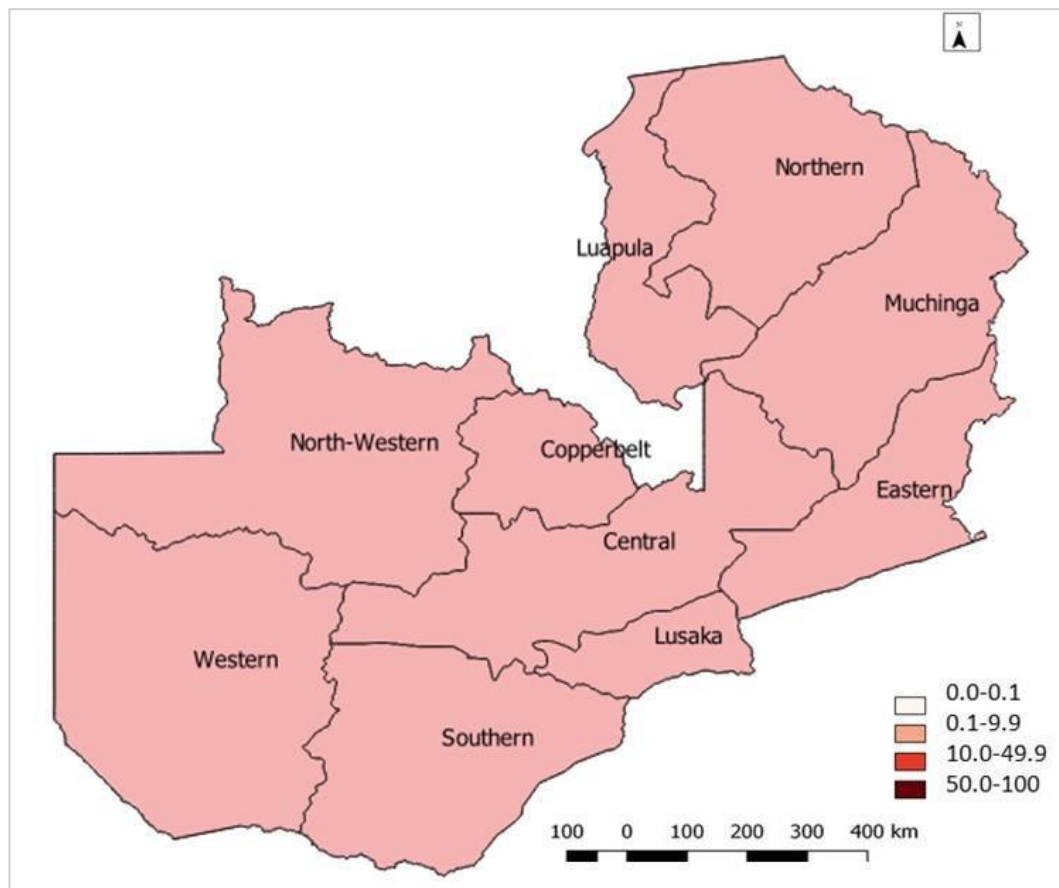 N
Northern
Luapula
Muchinga
North-Western
Copperbelt
Eastern
Central
Lusaka
Western
Southern
0.0-0.1
0.1-9.9
10.0-49.9
50.0-100
100 0 100 200 300 400 km